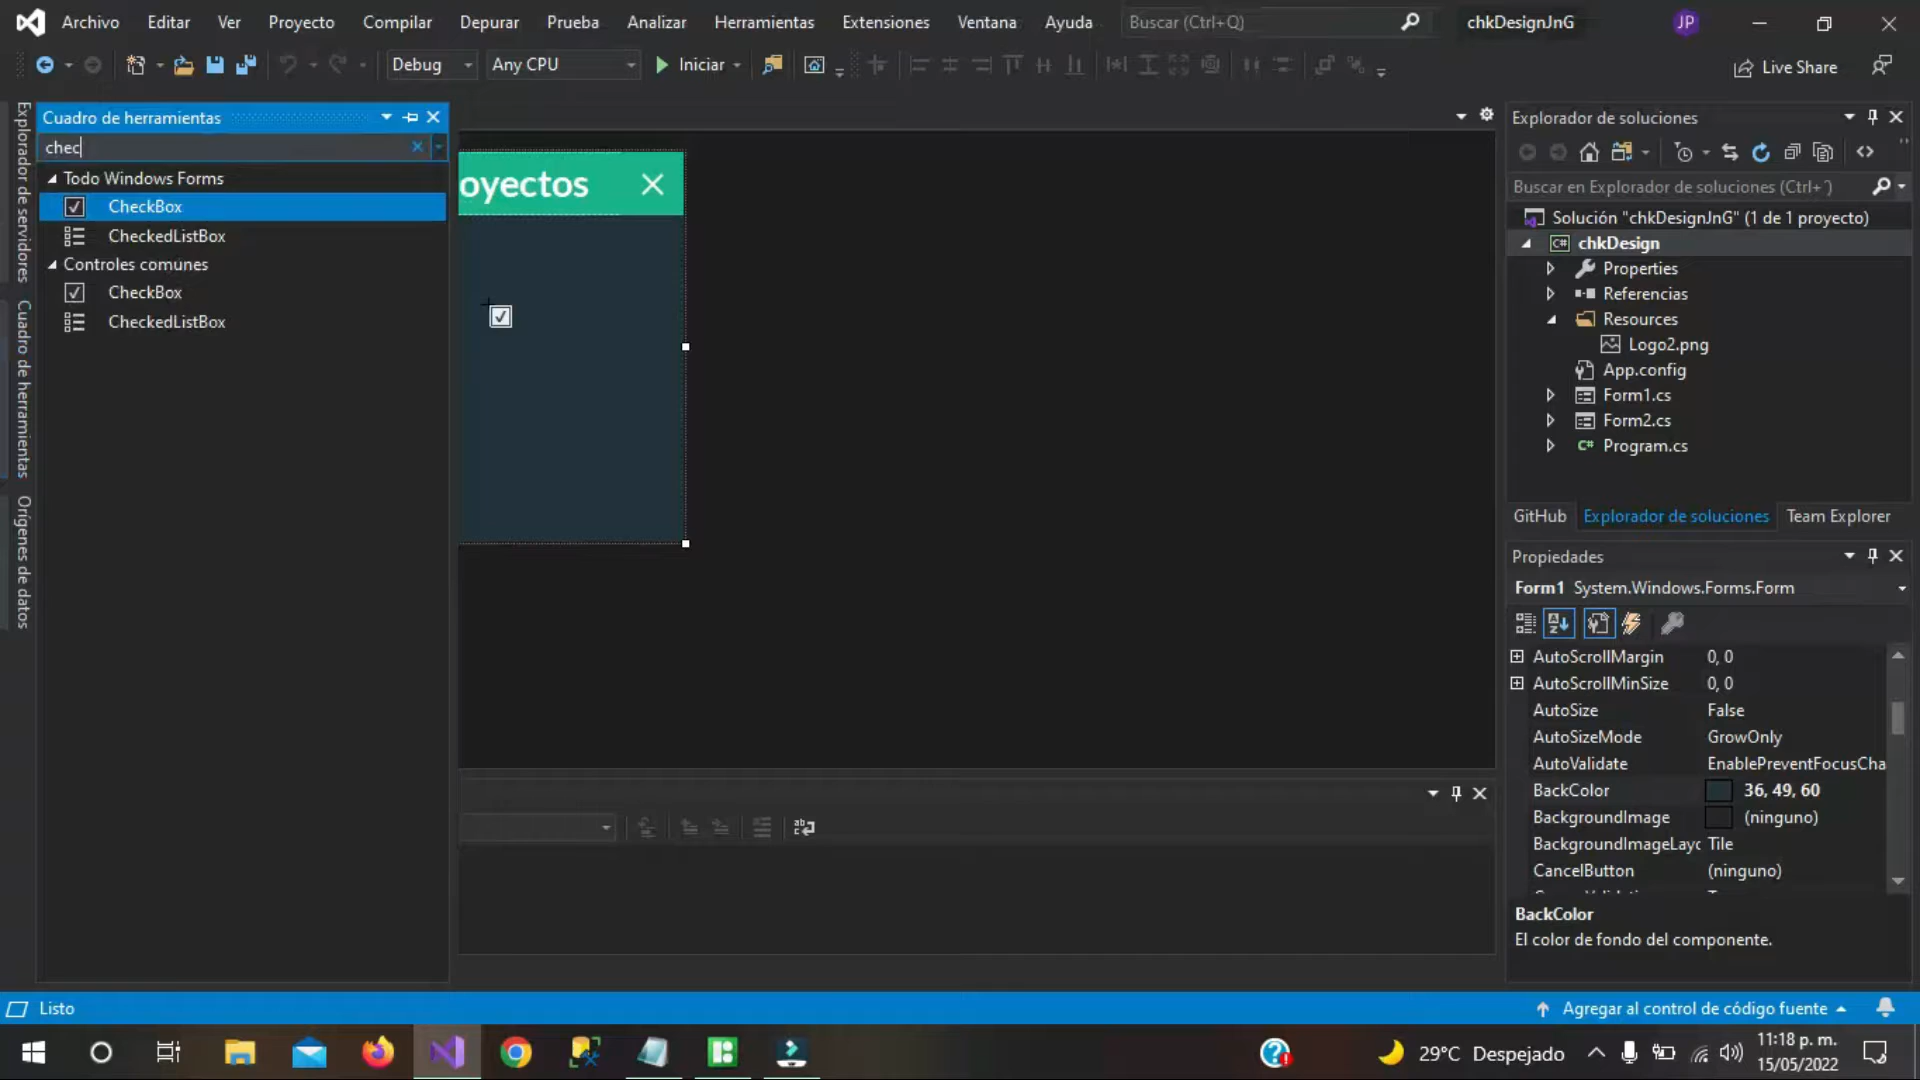 Archivo Editar Ver Proyecto Compilar Depurar Prueba Analizar Herramientas Extensiones Ventana Ayuda Buscar (Ctrl+Q) chkDesignJnG JP
Debug Any CPU Iniciar Live Share
Explorador de servidores
Cuadro de herramientas
Orígenes de datos
Cuadro de herramientas
chec
Todo Windows Forms
CheckBox
CheckedListBox
Controles comunes
CheckBox
CheckedListBox
oyectos
Explorador de soluciones
Buscar en Explorador de soluciones (Ctrl+´)
Solución "chkDesignJnG" (1 de 1 proyecto)
chkDesign
Properties
Referencias
Resources
Logo2.png
App.config
Form1.cs
Form2.cs
Program.cs
GitHub Explorador de soluciones Team Explorer
Propiedades
Form1 System.Windows.Forms.Form
AutoScrollMargin 0, 0
AutoScrollMinSize 0, 0
AutoSize False
AutoSizeMode GrowOnly
AutoValidate EnablePreventFocusCha
BackColor 36, 49, 60
BackgroundImage (ninguno)
BackgroundImageLayc Tile
CancelButton (ninguno)
BackColor
El color de fondo del componente.
Listo
Agregar al control de código fuente
29°C Despejado
11:18 p. m.
15/05/2022